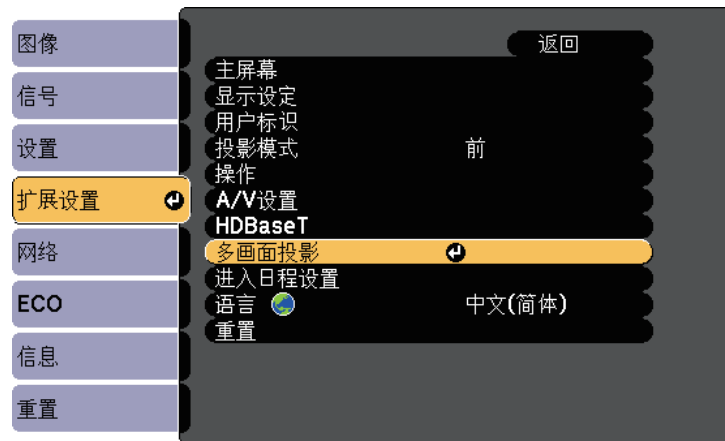 图像
信号
设置
扩展设置
网络
ECO
信息
重置
返回
主屏幕
显示设定
用户标识
投影模式 前
操作
A/V设置
HDBaseT
多画面投影
进入日程设置
语言 中文(简体)
重置